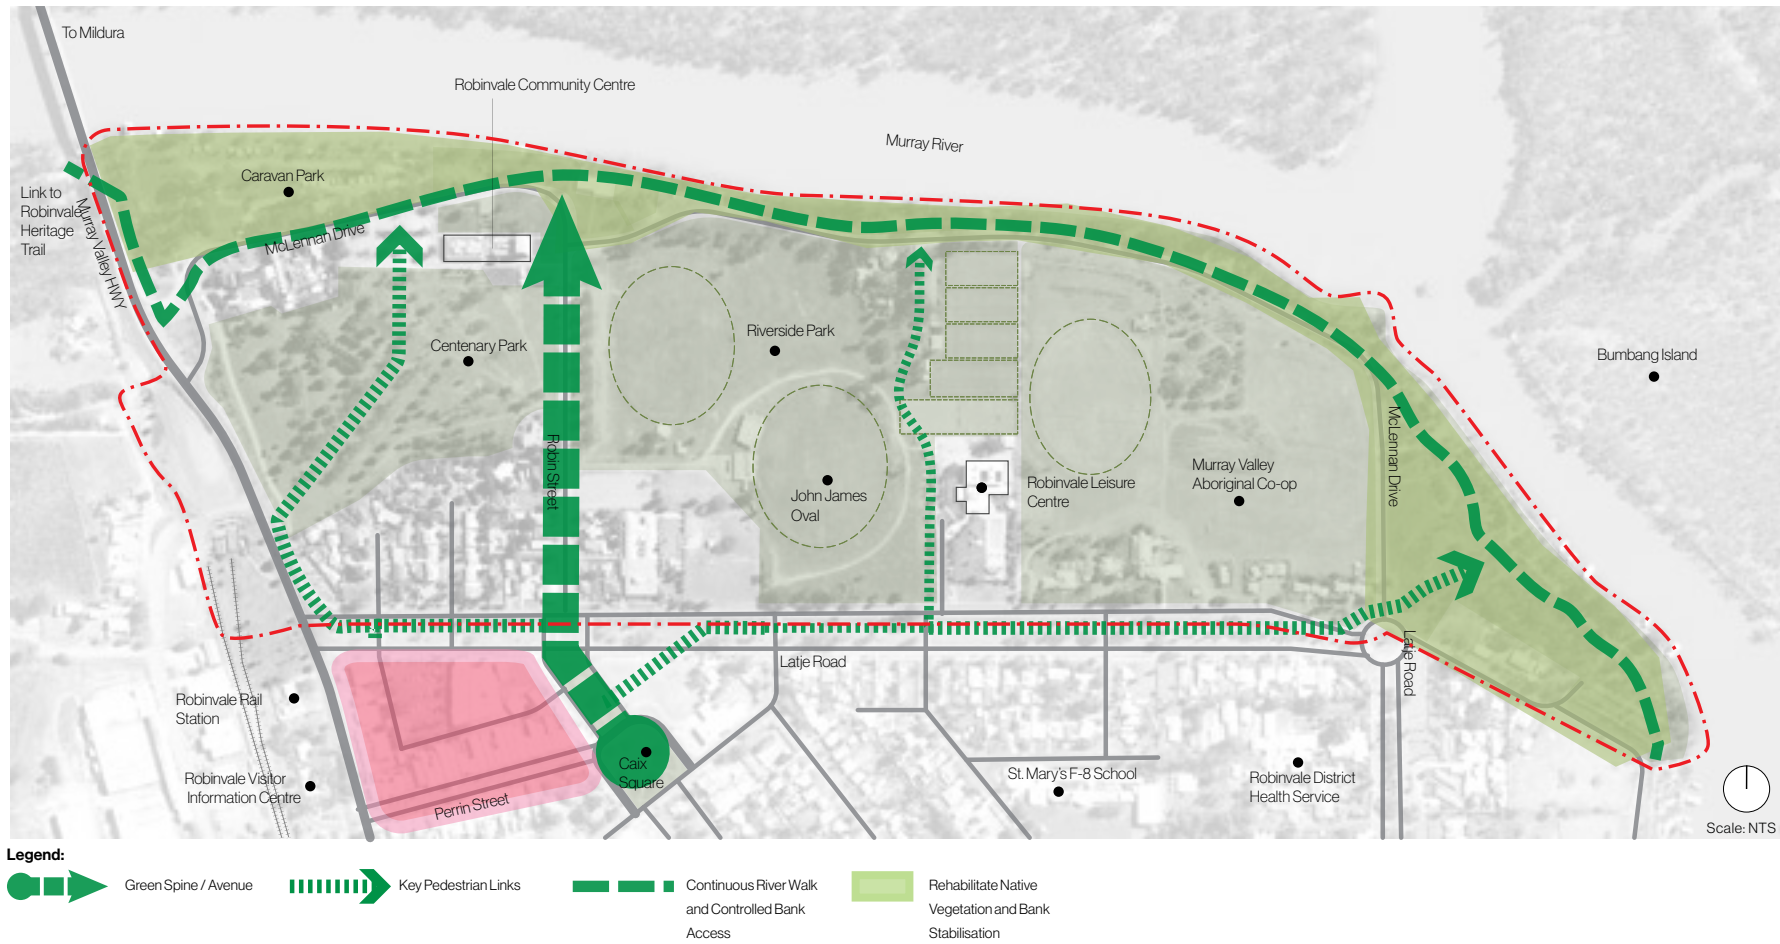 To Mildura
Robinvale Community Centre
Murray River
Caravan Park
Link to
Robinvale
Heritage
Trail
Murray Valley HWY
McLennan Drive
Centenary Park
Riverside Park
Bumbang Island
Robin Street
McLennan Drive
John James
Oval
Robinvale Leisure
Centre
Murray Valley
Aboriginal Co-op
Latje Road
Latje Road
Robinvale Rail
Station
Robinvale Visitor
Information Centre
Perrin Street
Caix
Square
St. Mary's F-8 School
Robinvale District
Health Service
Scale: NTS
Legend:
Green Spine / Avenue
Key Pedestrian Links
Continuous River Walk
and Controlled Bank
Access
Rehabilitate Native
Vegetation and Bank
Stabilisation